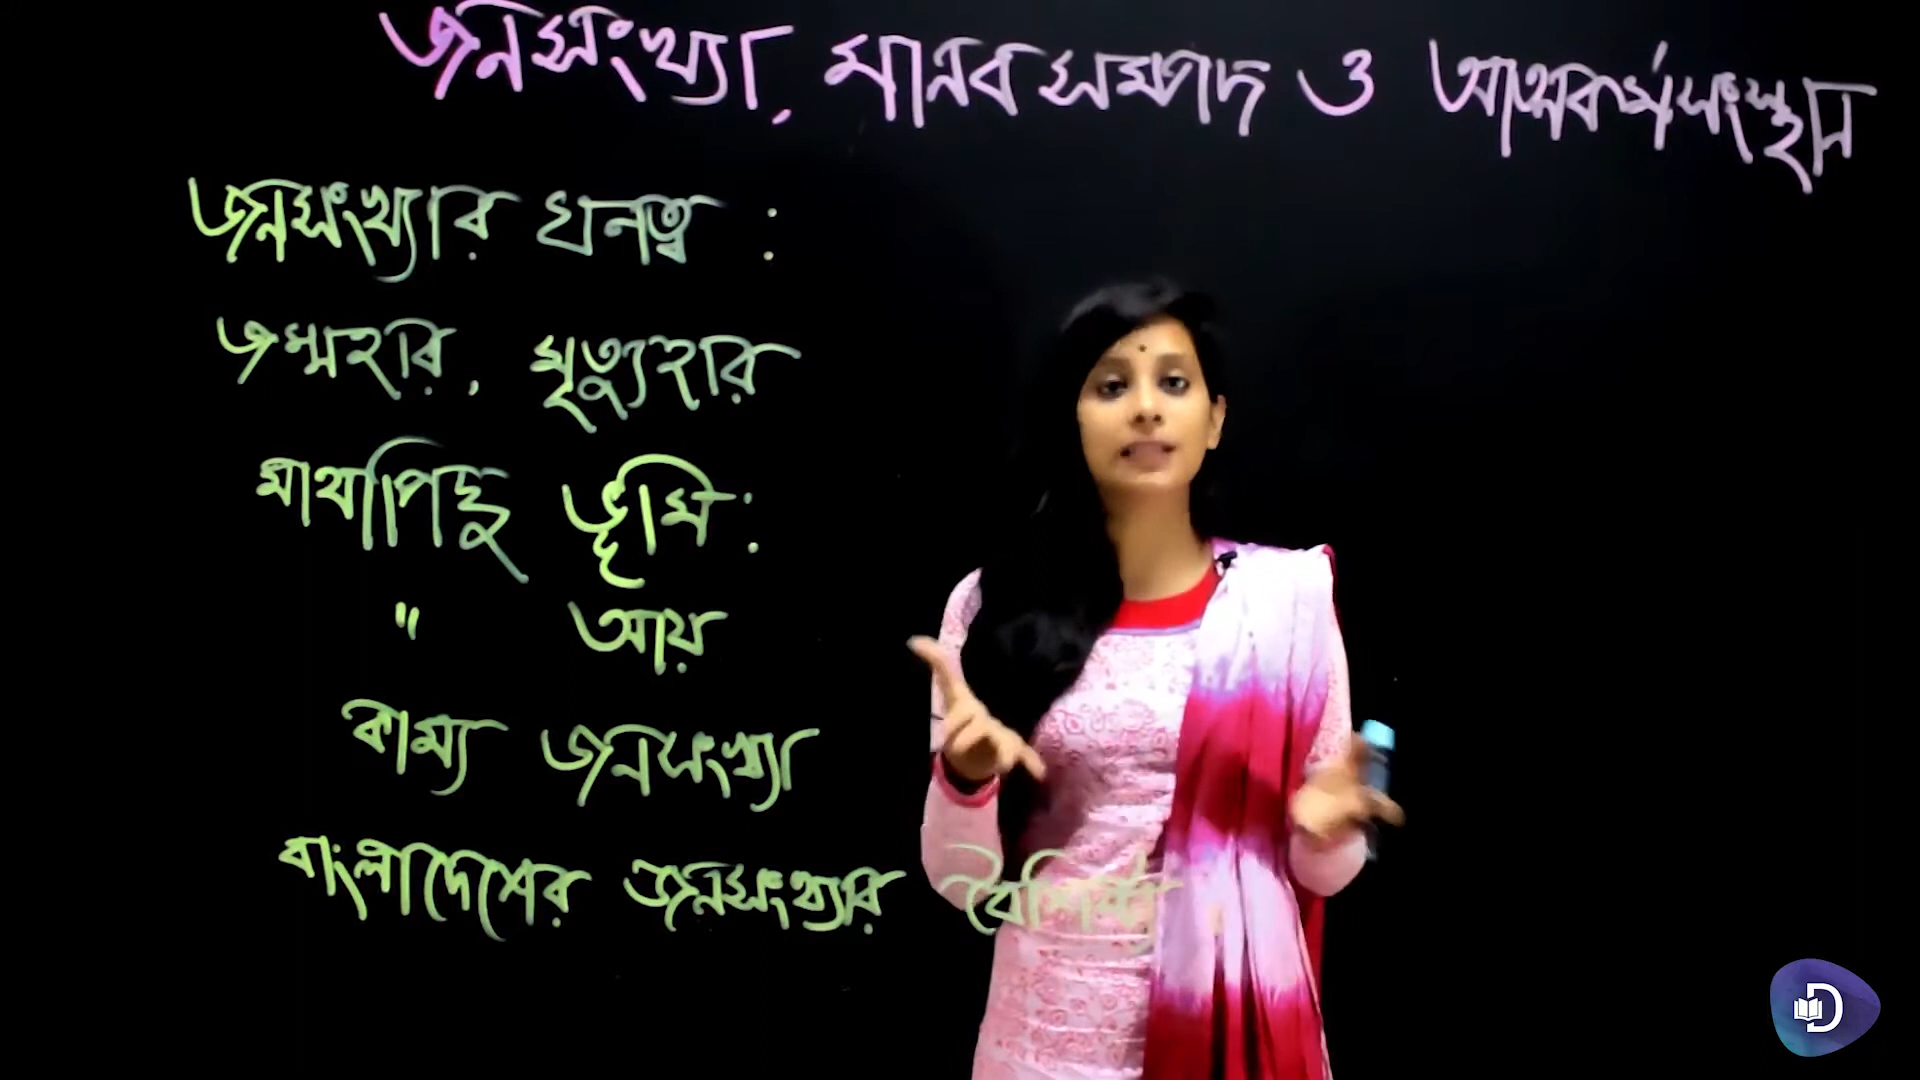 জনসংখ্যা, মানব সম্পদ ও আত্মকর্মসংস্থান
জনসংখ্যার ঘনত্ব :
জন্মহার, মৃত্যুহার
মাথাপিছু ভূমি :
" আয়
কাম্য জনসংখ্যা
বাংলাদেশের জনসংখ্যার বৈশিষ্ট্য :
D